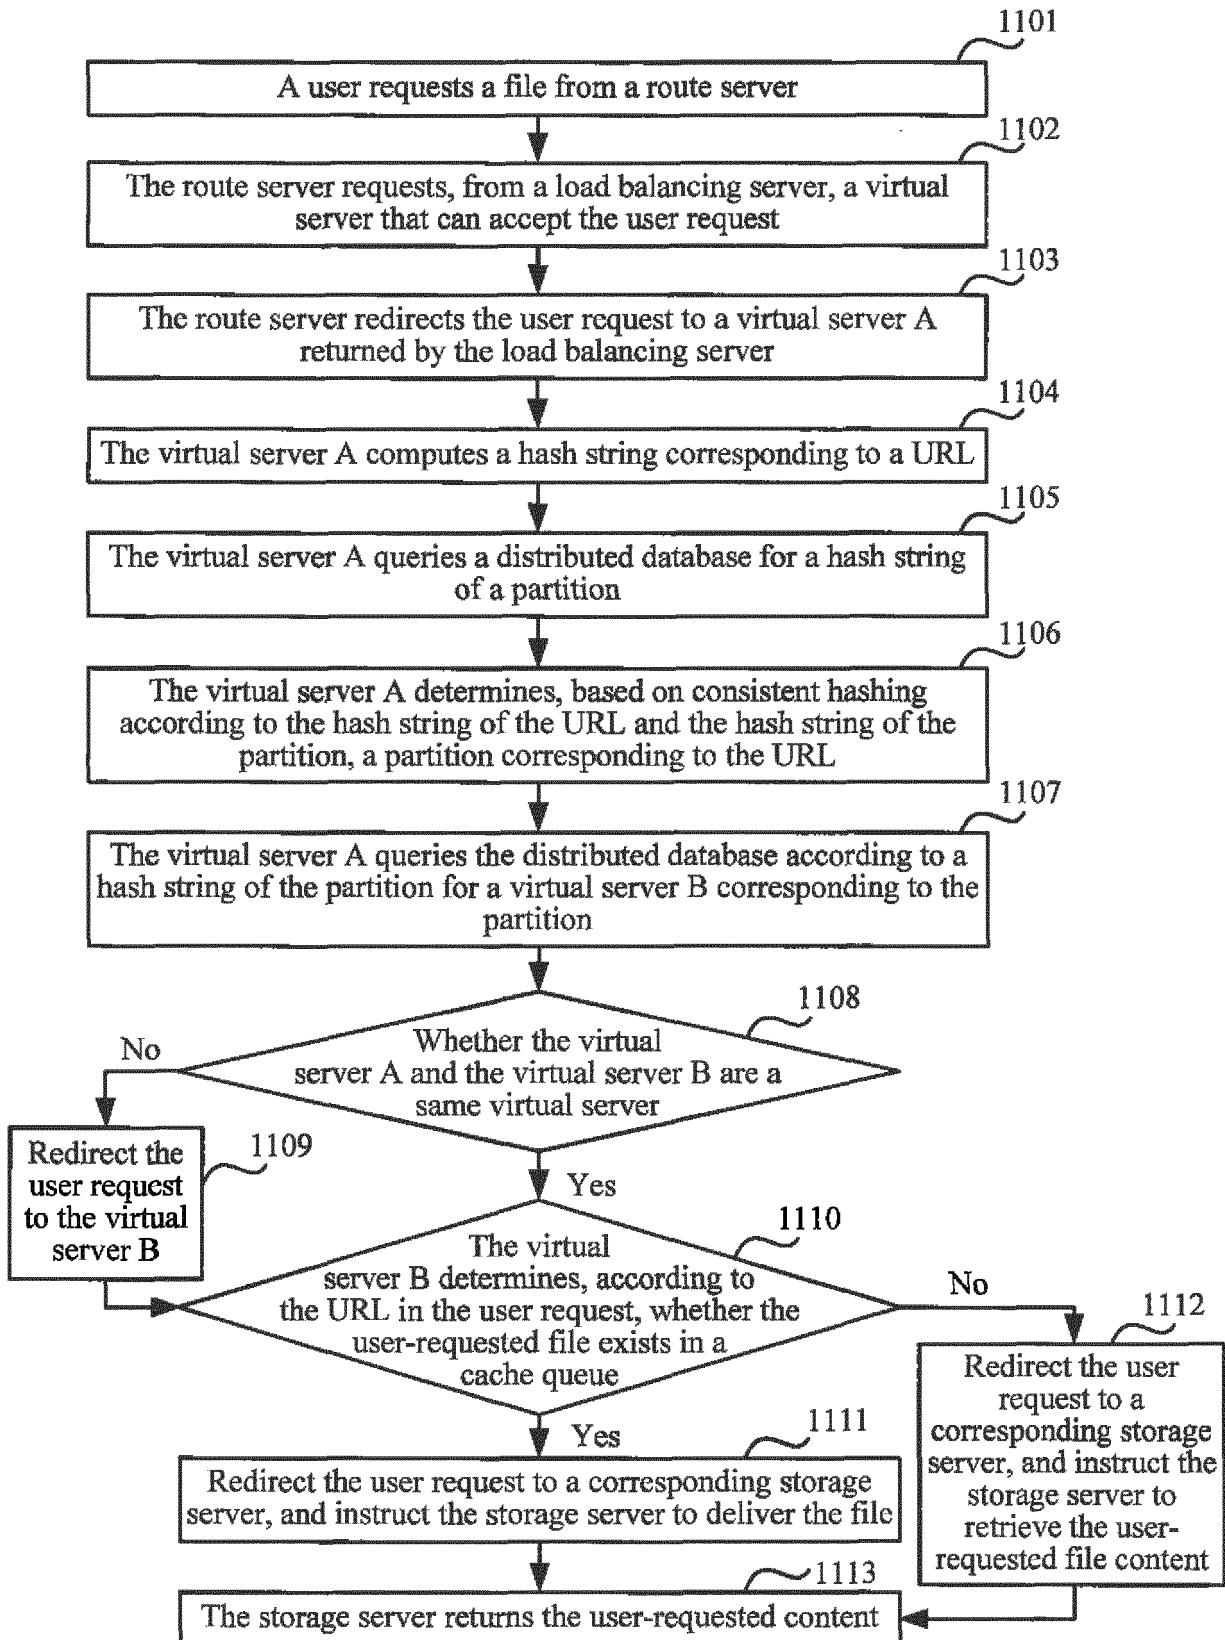 1101
A user requests a file from a route server
1102
The route server requests, from a load balancing server, a virtual
server that can accept the user request
1103
The route server redirects the user request to a virtual server A
returned by the load balancing server
1104
The virtual server A computes a hash string corresponding to a URL
1105
The virtual server A queries a distributed database for a hash string
of a partition
1106
The virtual server A determines, based on consistent hashing
according to the hash string of the URL and the hash string of the
partition, a partition corresponding to the URL
1107
The virtual server A queries the distributed database according to a
hash string of the partition for a virtual server B corresponding to the
partition
1108
Whether the virtual
server A and the virtual server B are a
same virtual server
No
1109
Redirect the
user request
to the virtual
server B
Yes
1110
The virtual
server B determines, according to
the URL in the user request, whether the
user-requested file exists in a
cache queue
No
1112
Redirect the user
request to a
corresponding storage
server, and instruct the
storage server to
retrieve the user-
requested file content
Yes
1111
Redirect the user request to a corresponding storage
server, and instruct the storage server to deliver the file
1113
The storage server returns the user-requested content